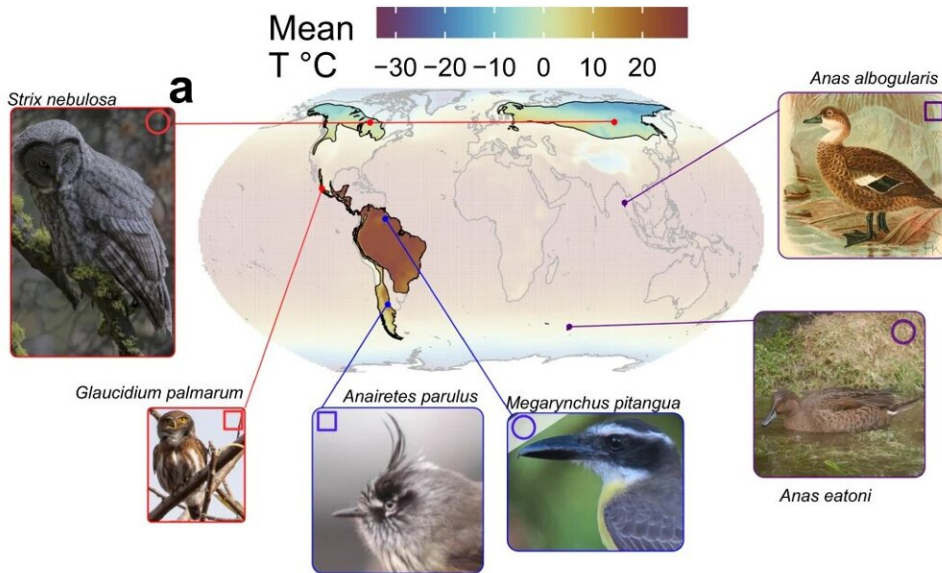 Mean
T °C
−30 −20 −10 0 10 20
a
Strix nebulosa
Anas albogularis
Glaucidium palmarum
Anairetes parulus
Megarynchus pitangua
Anas eatoni